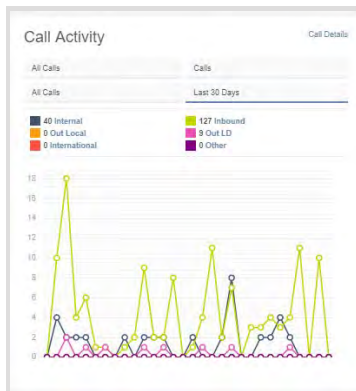 Call Activity Call Details
All Calls Calls
All Calls Last 30 Days
40 Internal 127 Inbound
0 Out Local 9 Out LD
0 International 0 Other
18
16
14
12
10
8
6
4
2
0